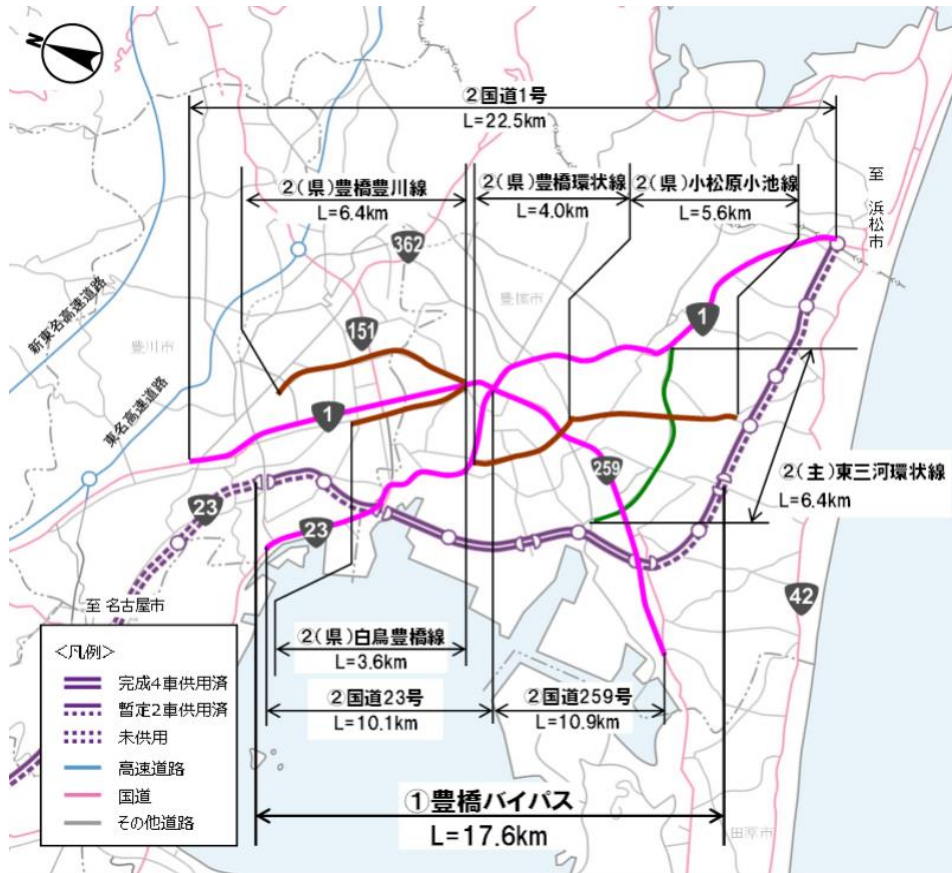 N
②国道1号
L=22.5km
②(県)豊橋豊川線
L=6.4km
②(県)豊橋環状線
L=4.0km
②(県)小松原小池線
L=5.6km
至 浜松市
362
新東名高速道路
豊川市
151
豊橋市
1
東名高速道路
1
259
②(主)東三河環状線
L=6.4km
23
23
42
至 名古屋市
②(県)白鳥豊橋線
L=3.6km
②国道23号
L=10.1km
②国道259号
L=10.9km
①豊橋バイパス
L=17.6km
田原市
<凡例>
完成4車供用済
暫定2車供用済
未供用
高速道路
国道
その他道路